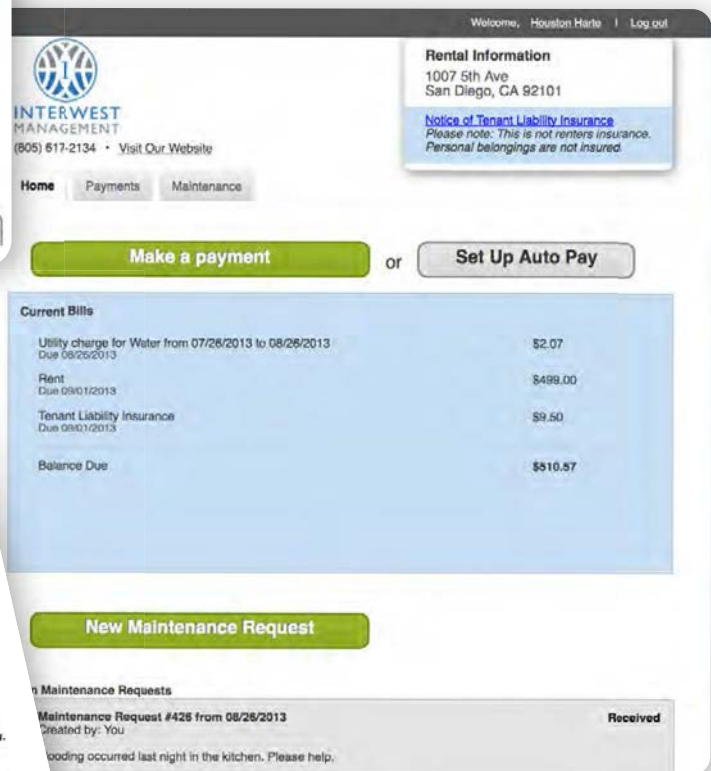 Welcome, Houston Harte | Log out
INTERWEST
MANAGEMENT
(805) 617-2134 · Visit Our Website
Rental Information
1007 5th Ave
San Diego, CA 92101
Notice of Tenant Liability Insurance
Please note: This is not renters insurance.
Personal belongings are not insured.
Home Payments Maintenance
Make a payment or Set Up Auto Pay
Current Bills
Utility charge for Water from 07/26/2013 to 08/26/2013 $2.07
Due 08/26/2013
Rent $499.00
Due 09/01/2013
Tenant Liability Insurance $9.50
Due 09/01/2013
Balance Due $510.57
New Maintenance Request
n Maintenance Requests
Maintenance Request #426 from 08/26/2013 Received
Created by: You
ooding occurred last night in the kitchen. Please help.